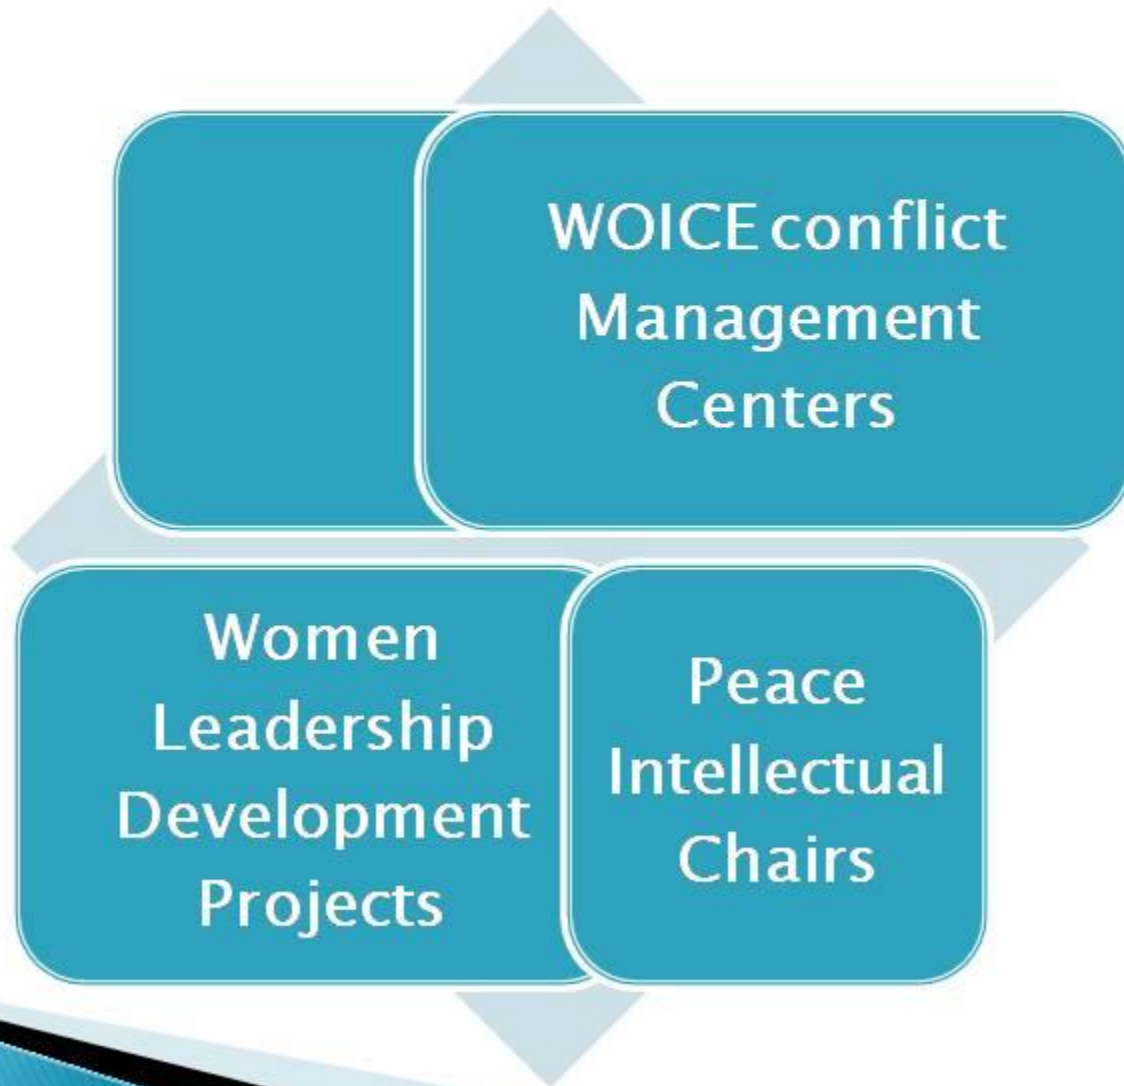 WOICE conflict
Management
Centers
Women
Leadership
Development
Projects
Peace
Intellectual
Chairs